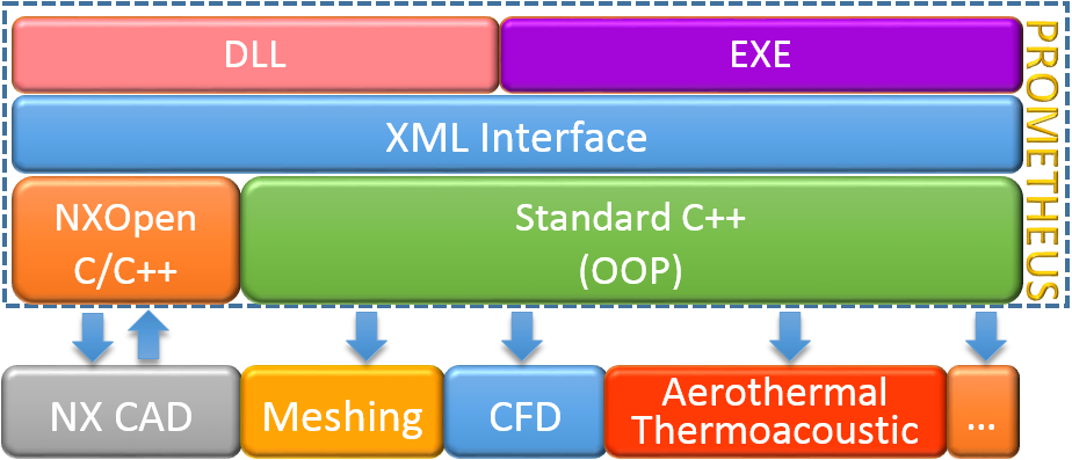 DLL
EXE
PROMETHEUS
XML Interface
NXOpen
C/C++
Standard C++
(OOP)
NX CAD
Meshing
CFD
Aerothermal
Thermoacoustic
...